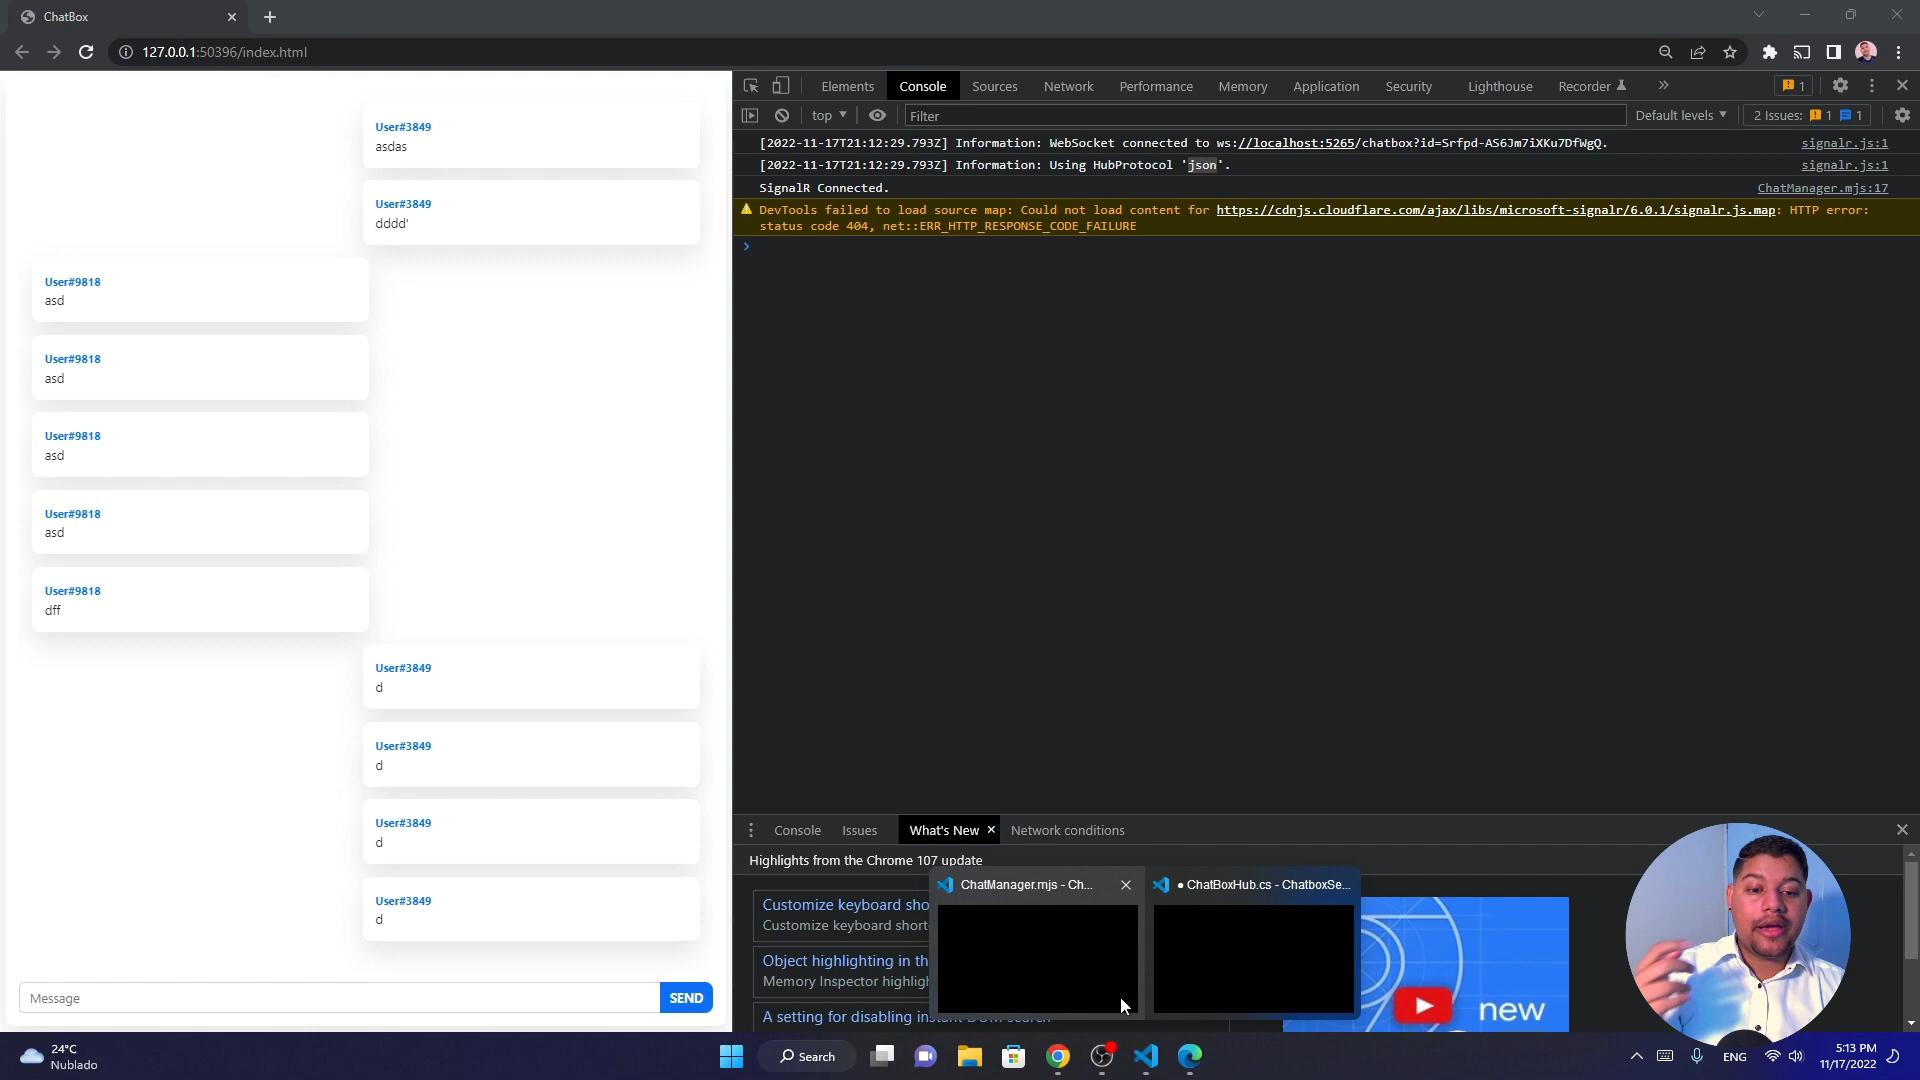 ChatBox
127.0.0.1:50396/index.html
User#3849
asdas
User#3849
dddd'
User#9818
asd
User#9818
asd
User#9818
asd
User#9818
asd
User#9818
dff
User#3849
d
User#3849
d
User#3849
d
User#3849
d
Message
SEND
Elements Console Sources Network Performance Memory Application Security Lighthouse Recorder 1
top Filter Default levels 2 Issues: 1 1
[2022-11-17T21:12:29.793Z] Information: WebSocket connected to ws://localhost:5265/chatbox?id=Srfpd-AS6Jm7iXKu7DfWgQ. signalr.js:1
[2022-11-17T21:12:29.793Z] Information: Using HubProtocol 'json'. signalr.js:1
SignalR Connected. ChatManager.mjs:17
DevTools failed to load source map: Could not load content for https://cdnjs.cloudflare.com/ajax/libs/microsoft-signalr/6.0.1/signalr.js.map: HTTP error:
status code 404, net::ERR_HTTP_RESPONSE_CODE_FAILURE
Console Issues What's New Network conditions
Highlights from the Chrome 107 update
Customize keyboard sho
Customize keyboard short
Object highlighting in th
Memory Inspector highligh
A setting for disabling
ChatManager.mjs - Ch...
● ChatBoxHub.cs - ChatboxSe...
new
24°C
Nublado
Search
ENG
5:13 PM
11/17/2022